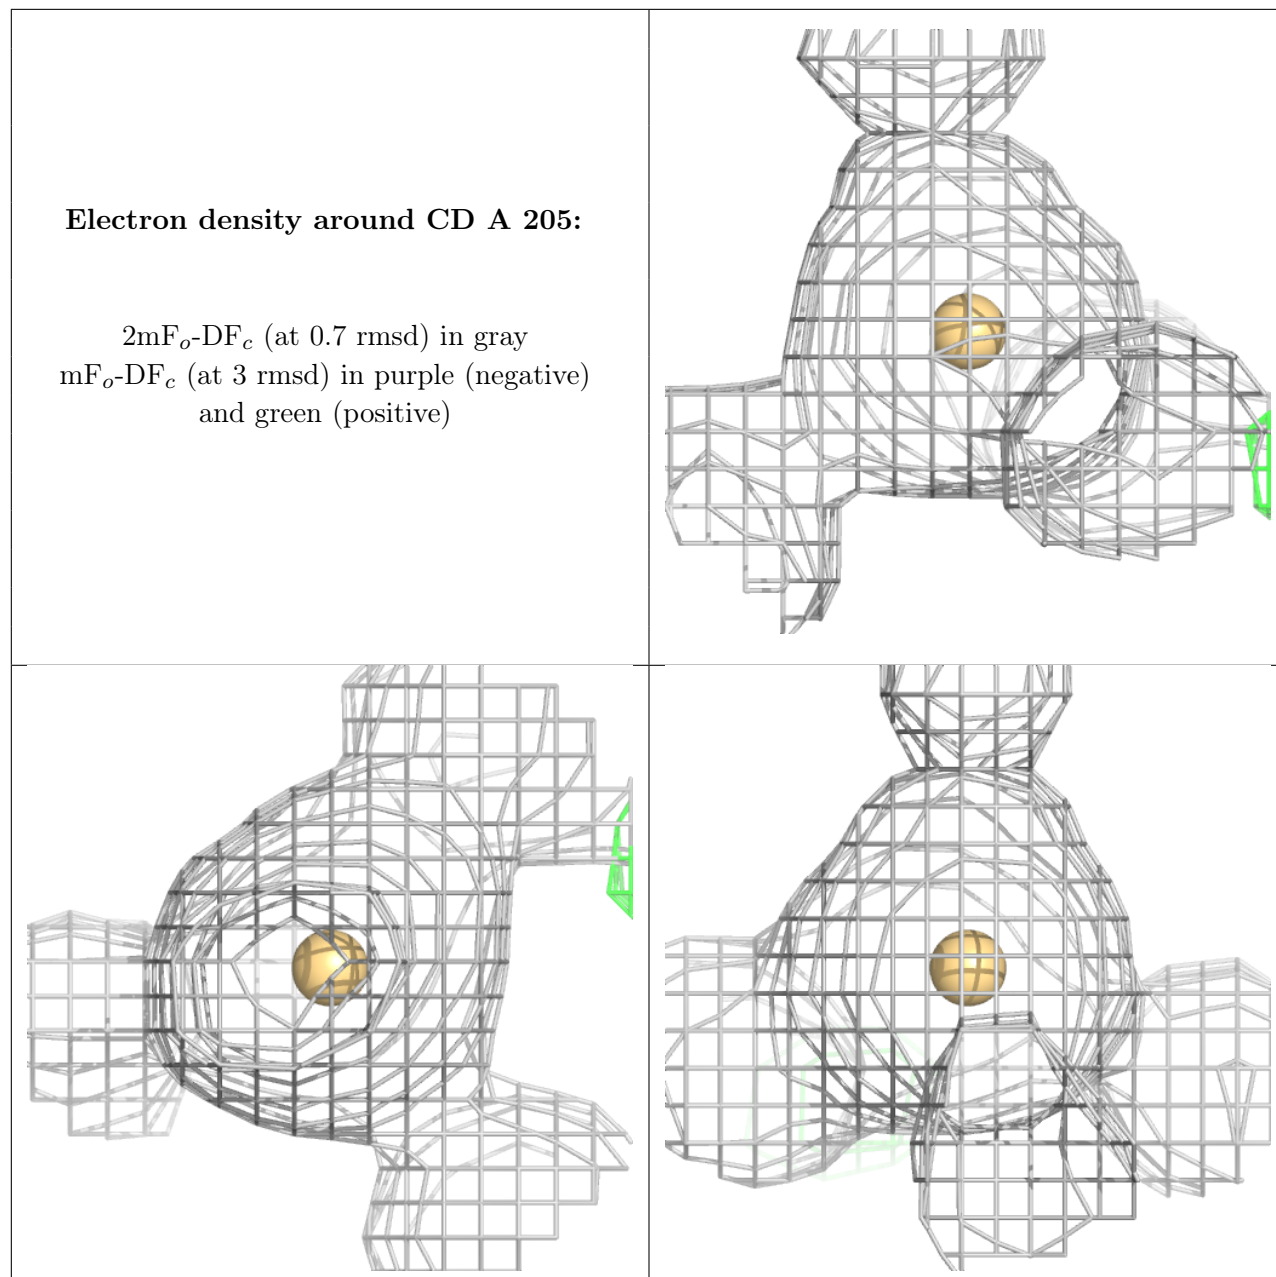 Electron density around CD A 205:
2mFo-DFc (at 0.7 rmsd) in gray
mFo-DFc (at 3 rmsd) in purple (negative)
and green (positive)